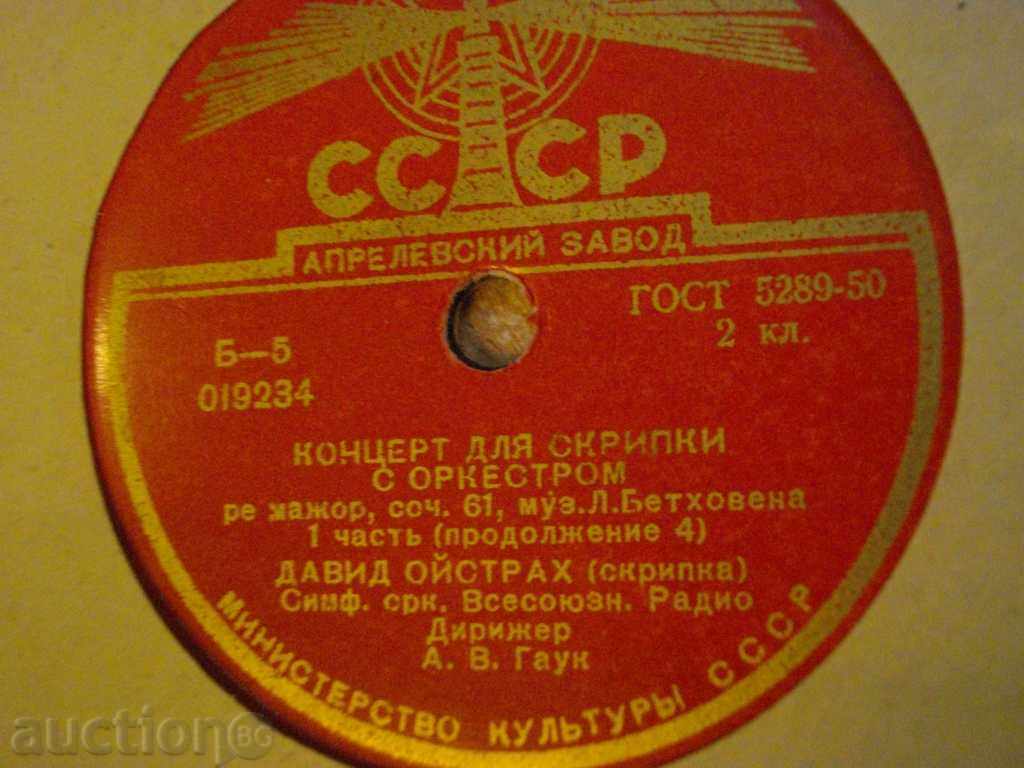 СССР
АПРЕЛЕВСКИЙ ЗАВОД
ГОСТ 5289-50
2 кл.
Б—5
019234
КОНЦЕРТ ДЛЯ СКРИПКИ
С ОРКЕСТРОМ
ре мажор, соч. 61, муз. Л. Бетховена
1 часть (продолжение 4)
ДАВИД ОЙСТРАХ (скрипка)
Симф. орк. Всесоюзн. Радио
Дирижер
А. В. Гаук
МИНИСТЕРСТВО КУЛЬТУРЫ СССР
auction BG